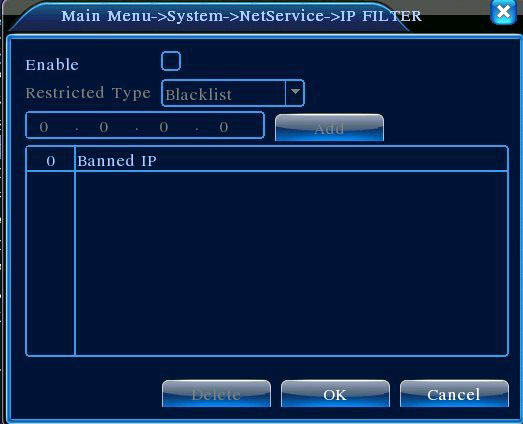 Main Menu->System->NetService->IP FILTER
Enable
Restricted Type Blacklist
0 . 0 . 0 . 0 Add
0 Banned IP
Delete OK Cancel